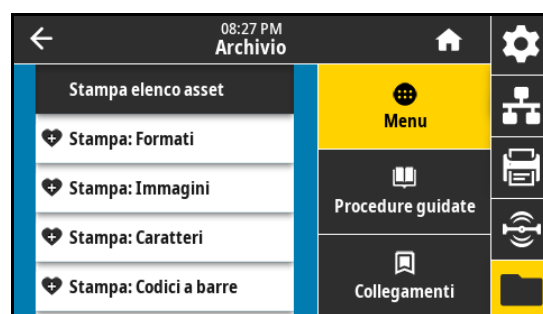 08:27 PM
Archivio
Stampa elenco asset
Stampa: Formati
Stampa: Immagini
Stampa: Caratteri
Stampa: Codici a barre
Menu
Procedure guidate
Collegamenti